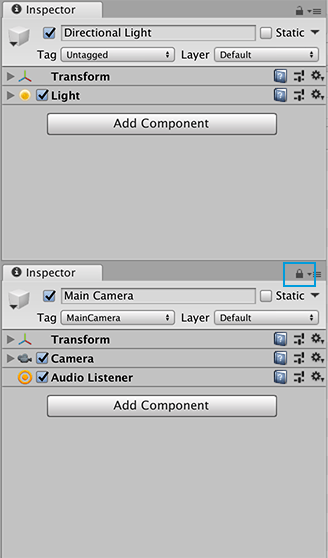 Inspector
Directional Light Static
Tag Untagged Layer Default
Transform
Light
Add Component
Inspector
Main Camera Static
Tag MainCamera Layer Default
Transform
Camera
Audio Listener
Add Component